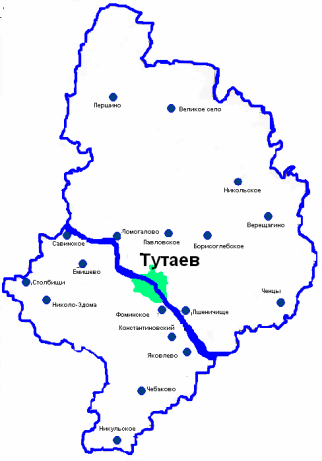 Першино
Великое село
Никольское
Верещагино
Помогалово
Павловское
Борисоглебское
Савинское
Тутаев
Емишево
Столбищи
Николо-Эдома
Ченцы
Фоминское
Пшеничище
Константиновский
Яковлево
Чебаково
Никульское